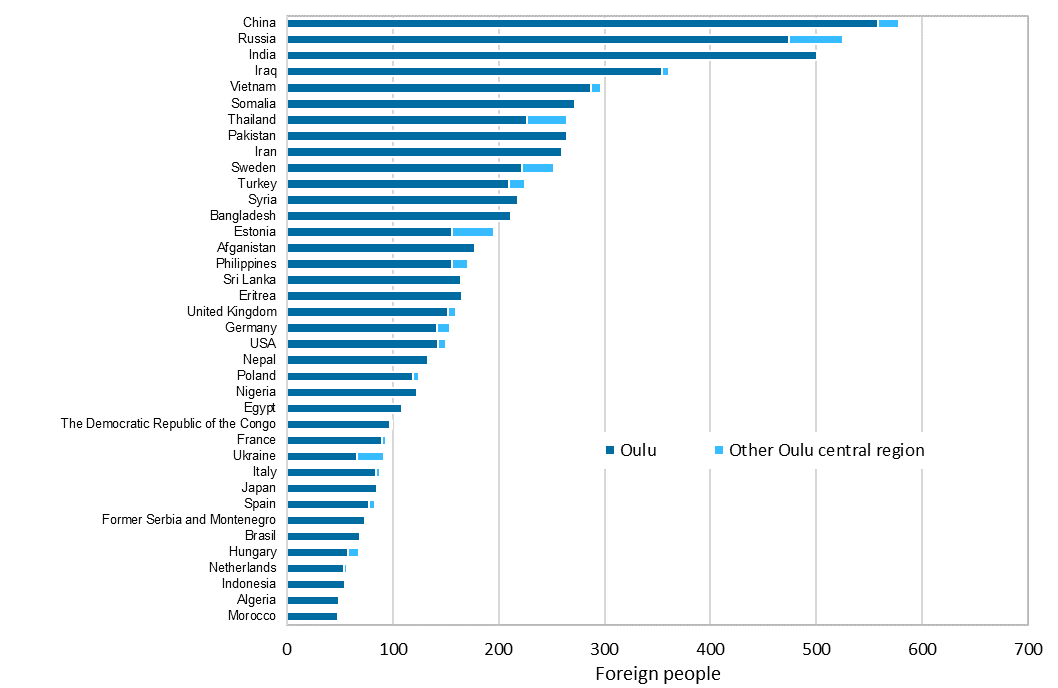 China
Russia
India
Iraq
Vietnam
Somalia
Thailand
Pakistan
Iran
Sweden
Turkey
Syria
Bangladesh
Estonia
Afganistan
Philippines
Sri Lanka
Eritrea
United Kingdom
Germany
USA
Nepal
Poland
Nigeria
Egypt
The Democratic Republic of the Congo
France
Ukraine
Italy
Japan
Spain
Former Serbia and Montenegro
Brasil
Hungary
Netherlands
Indonesia
Algeria
Morocco
Oulu Other Oulu central region
0 100 200 300 400 500 600 700
Foreign people